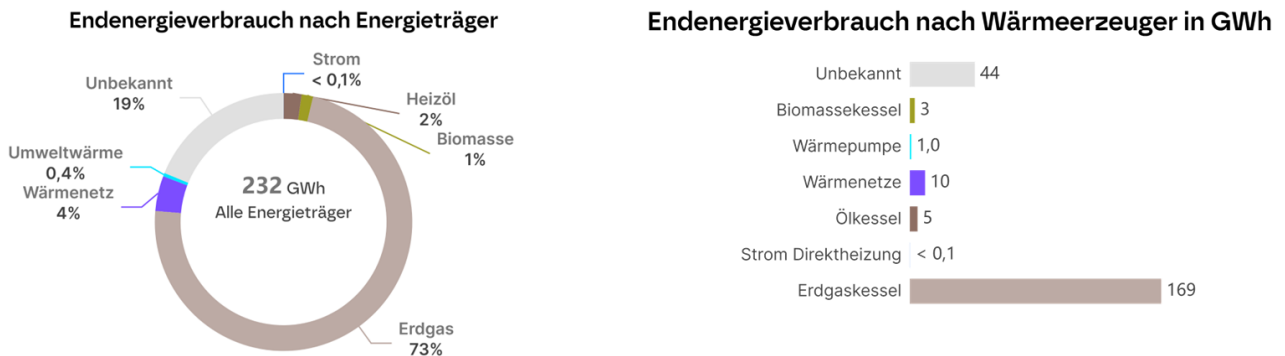 Endenergieverbrauch nach Energieträger
Strom
< 0,1%
Unbekannt
19%
Heizöl
2%
Biomasse
1%
Umweltwärme
0,4%
Wärmenetz
4%
232 GWh
Alle Energieträger
Erdgas
73%
Endenergieverbrauch nach Wärmeerzeuger in GWh
Unbekannt 44
Biomassekessel 3
Wärmepumpe 1,0
Wärmenetze 10
Ölkessel 5
Strom Direktheizung < 0,1
Erdgaskessel 169